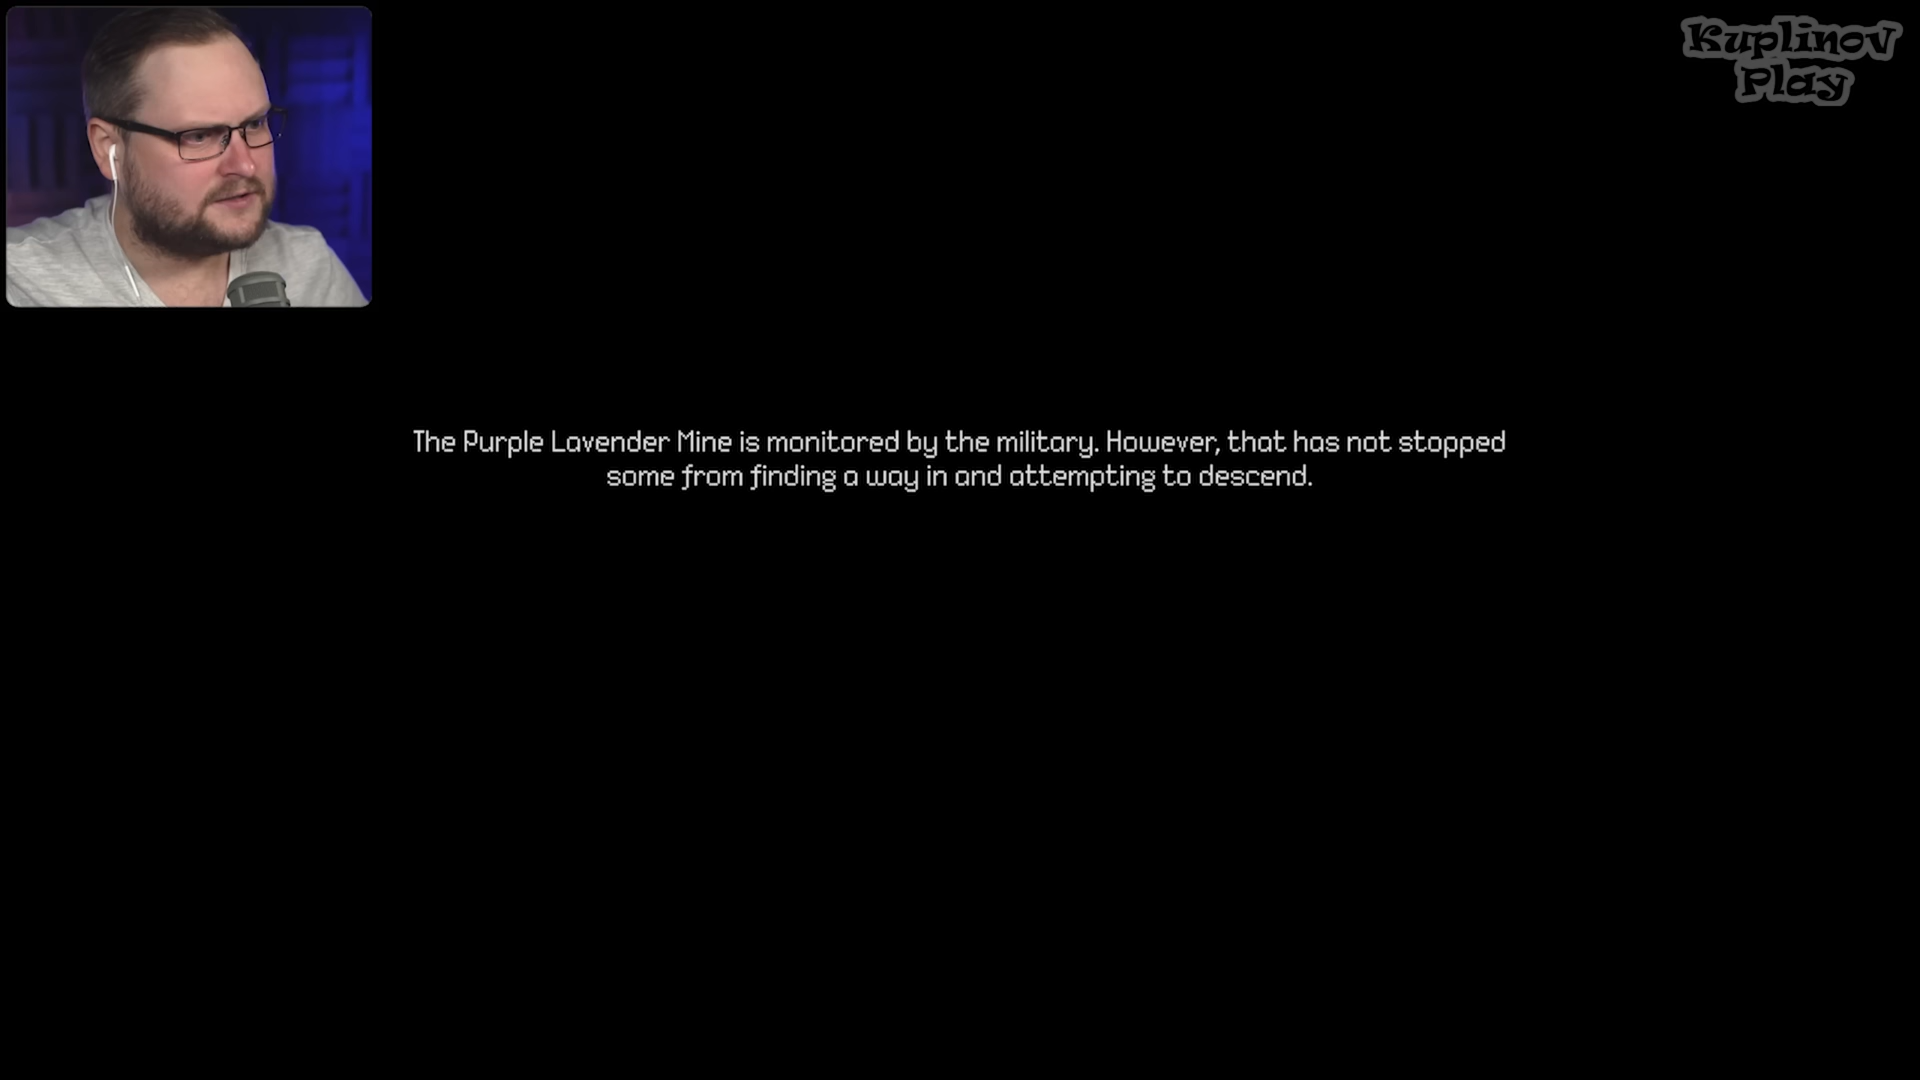 Kuplinov
Play
The Purple Lavender Mine is monitored by the military. However, that has not stopped
some from finding a way in and attempting to descend.